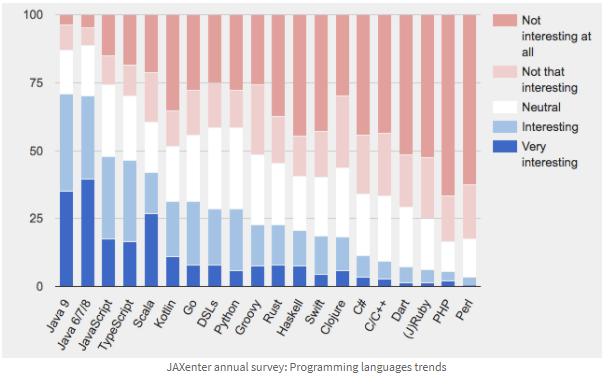 100
75
50
25
0
Not
interesting at
all
Not that
interesting
Neutral
Interesting
Very
interesting
Java 9
Java 6/7/8
JavaScript
TypeScript
Scala
Kotlin
Go
DSLs
Python
Groovy
Rust
Haskell
Swift
Clojure
C#
C/C++
Dart
(J)Ruby
PHP
Perl
JAXenter annual survey: Programming languages trends